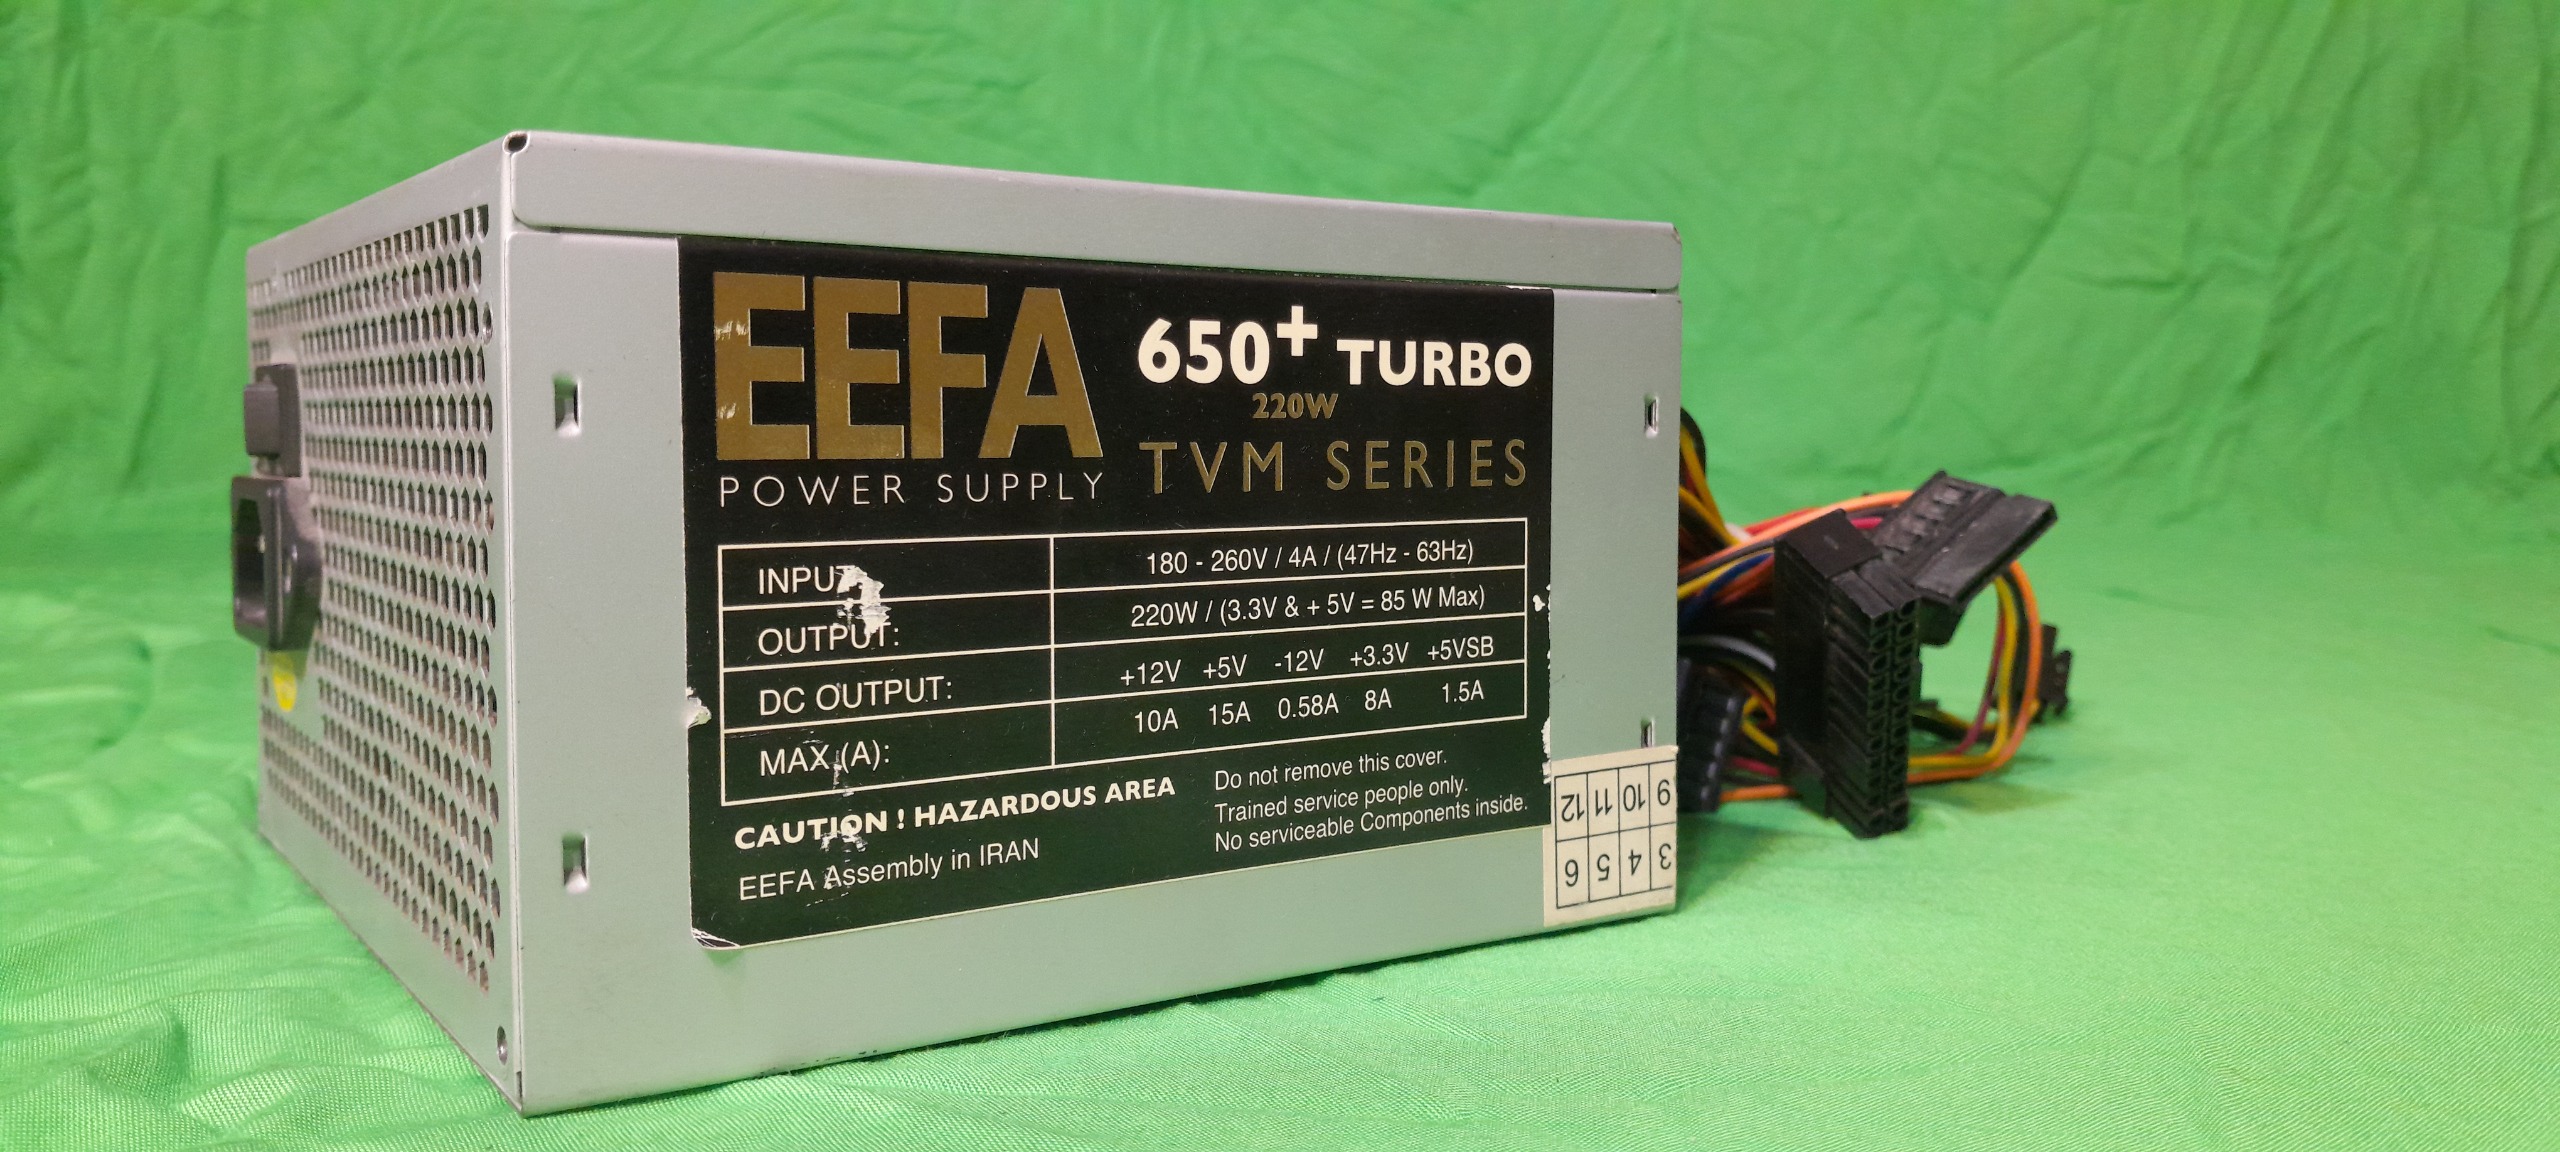 EEFA
POWER SUPPLY
650+ TURBO
220W
TVM SERIES
INPUT: 180 - 260V / 4A / (47Hz - 63Hz)
OUTPUT: 220W / (3.3V & + 5V = 85 W Max)
DC OUTPUT: +12V +5V -12V +3.3V +5VSB
MAX.(A): 10A 15A 0.58A 8A 1.5A
CAUTION ! HAZARDOUS AREA
EEFA Assembly in IRAN
Do not remove this cover.
Trained service people only.
No serviceable Components inside.
3 4 5 6
9 10 11 12